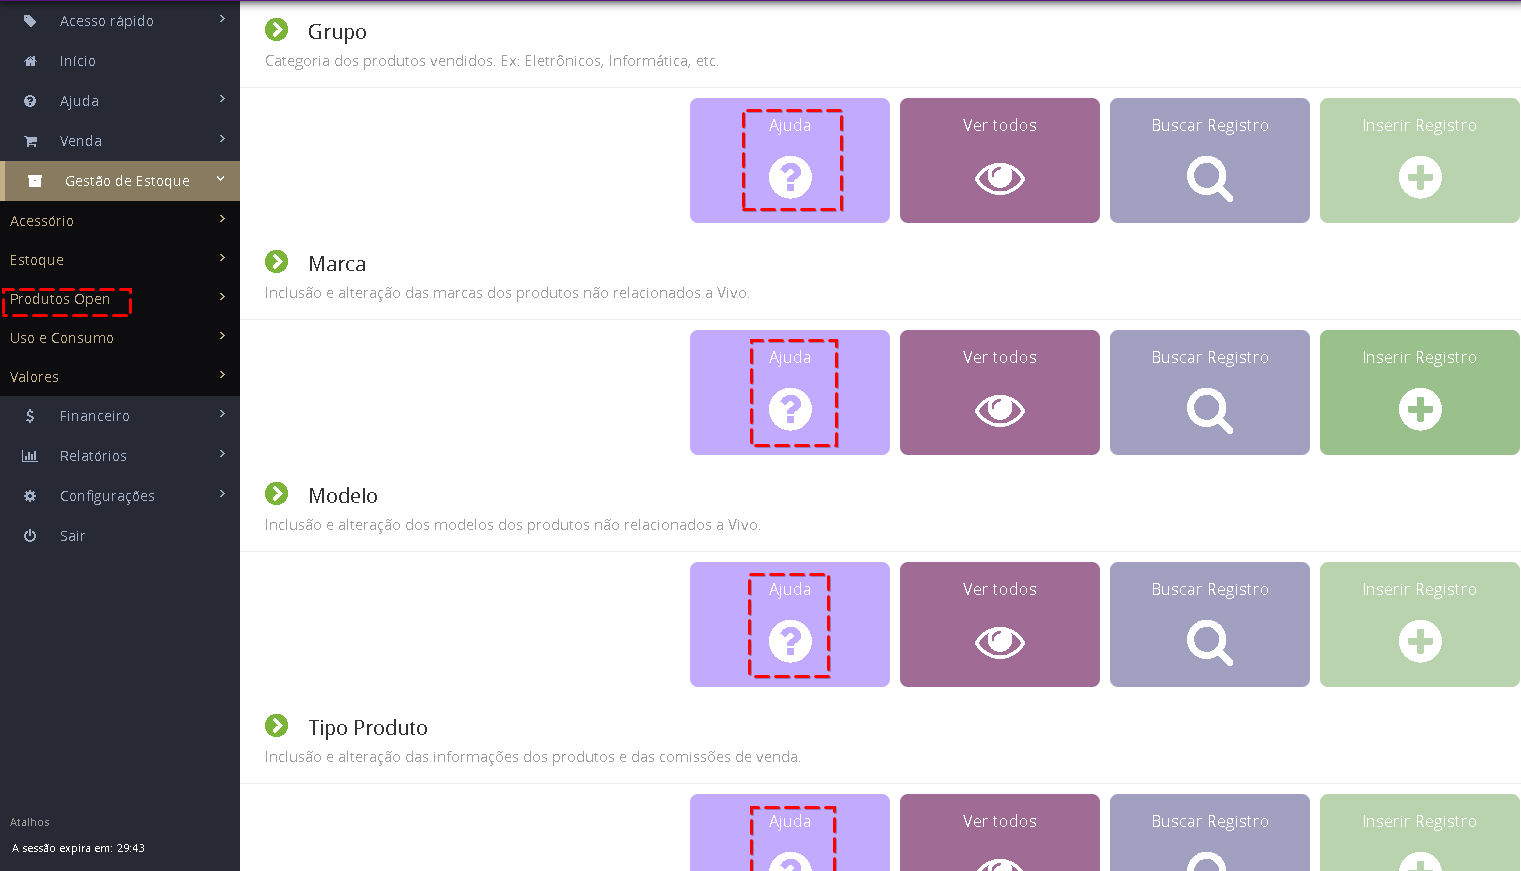 Acesso rápido
Início
Ajuda
Venda
Gestão de Estoque
Acessório
Estoque
Produtos Open
Uso e Consumo
Valores
Financeiro
Relatórios
Configurações
Sair
Atalhos
A sessão expira em: 29:43
Grupo
Categoria dos produtos vendidos. Ex: Eletrônicos, Informática, etc.
Ajuda Ver todos Buscar Registro Inserir Registro
Marca
Inclusão e alteração das marcas dos produtos não relacionados a Vivo.
Ajuda Ver todos Buscar Registro Inserir Registro
Modelo
Inclusão e alteração dos modelos dos produtos não relacionados a Vivo.
Ajuda Ver todos Buscar Registro Inserir Registro
Tipo Produto
Inclusão e alteração das informações dos produtos e das comissões de venda.
Ajuda Ver todos Buscar Registro Inserir Registro